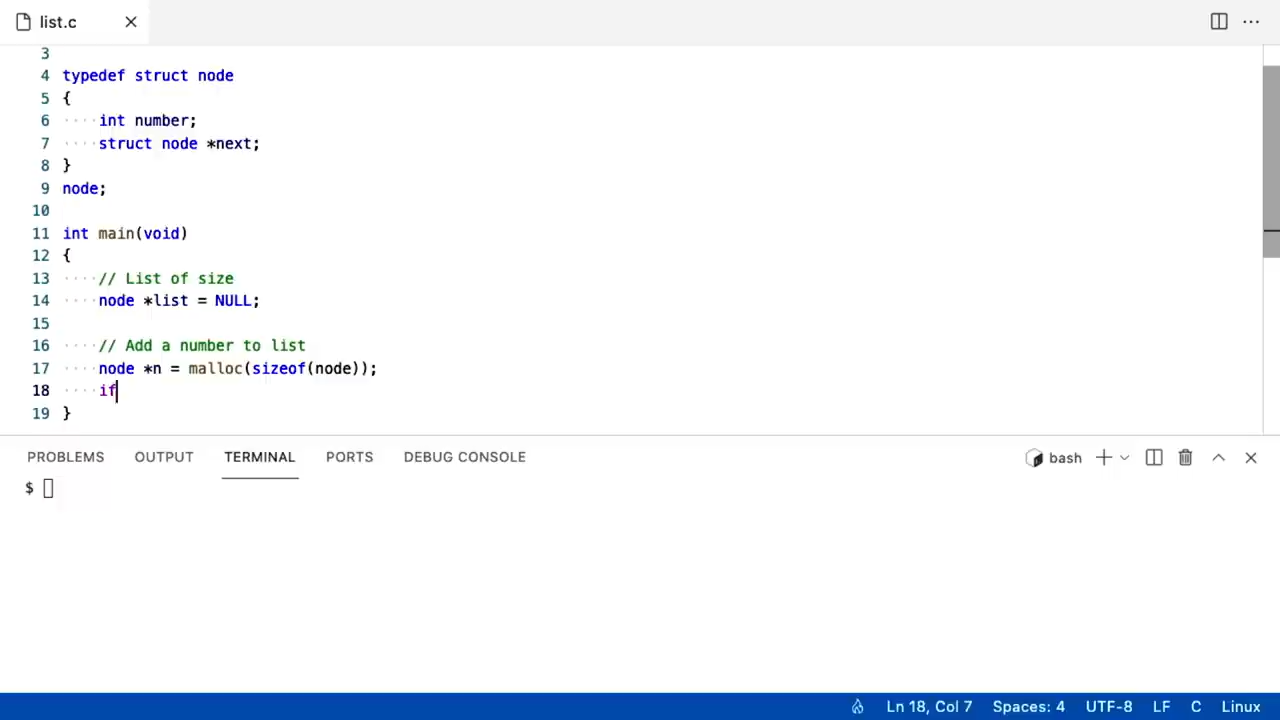 list.c
3
4 typedef struct node
5 {
6 int number;
7 struct node *next;
8 }
9 node;
10
11 int main(void)
12 {
13 // List of size
14 node *list = NULL;
15
16 // Add a number to list
17 node *n = malloc(sizeof(node));
18 if
19 }
PROBLEMS OUTPUT TERMINAL PORTS DEBUG CONSOLE bash
$
Ln 18, Col 7 Spaces: 4 UTF-8 LF C Linux